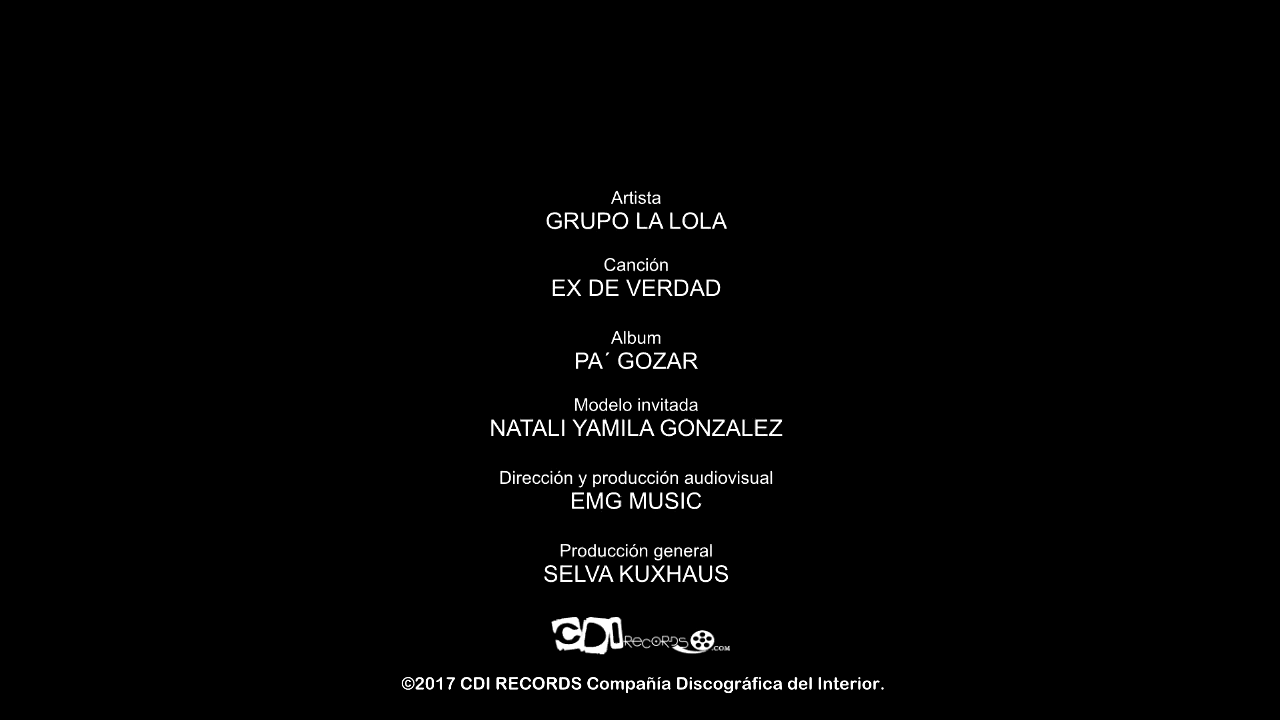 Artista
GRUPO LA LOLA
Canción
EX DE VERDAD
Album
PA´ GOZAR
Modelo invitada
NATALI YAMILA GONZALEZ
Dirección y producción audiovisual
EMG MUSIC
Producción general
SELVA KUXHAUS
CDI RECORDS.COM
©2017 CDI RECORDS Compañía Discográfica del Interior.